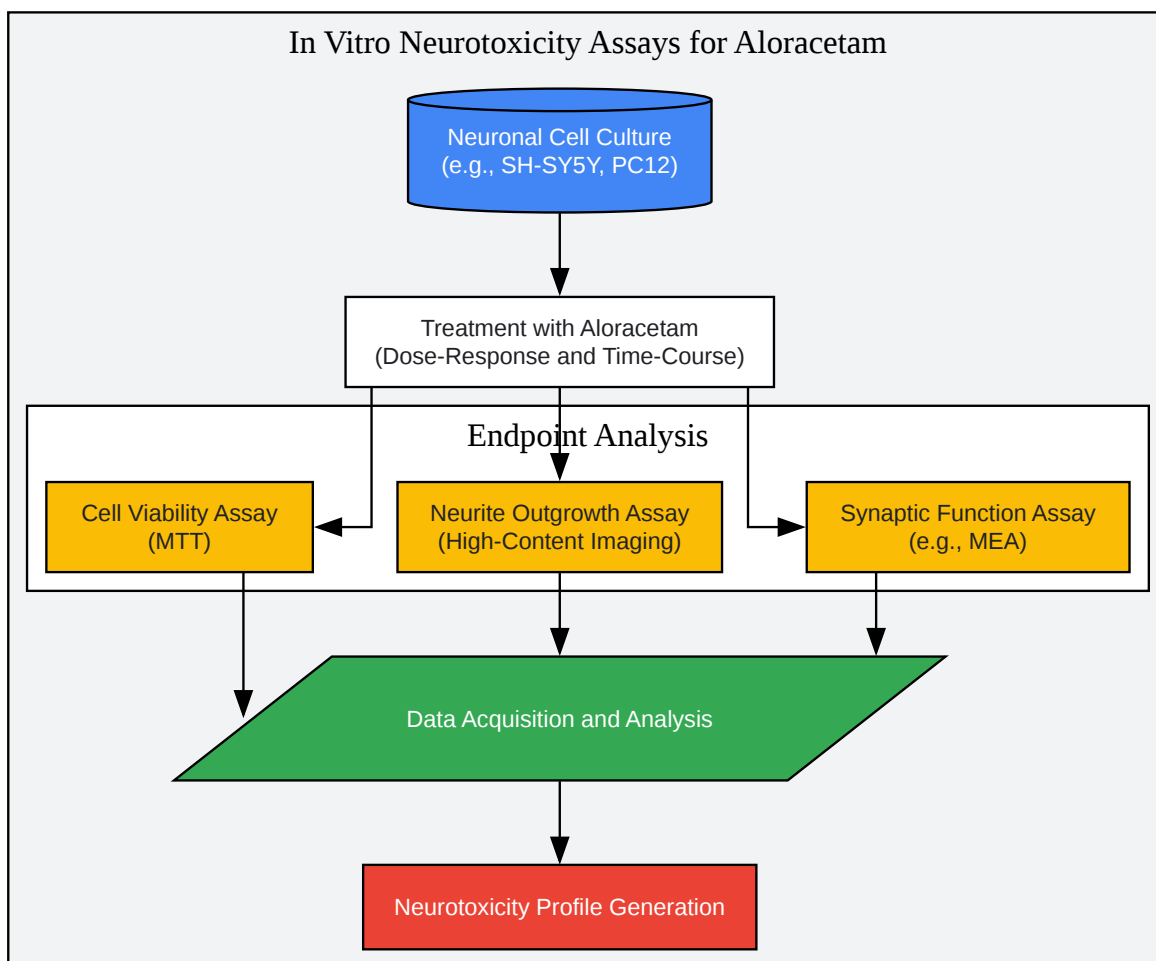 In Vitro Neurotoxicity Assays for Aloracetam
Neuronal Cell Culture
(e.g., SH-SY5Y, PC12)
Treatment with Aloracetam
(Dose-Response and Time-Course)
Endpoint Analysis
Cell Viability Assay
(MTT)
Neurite Outgrowth Assay
(High-Content Imaging)
Synaptic Function Assay
(e.g., MEA)
Data Acquisition and Analysis
Neurotoxicity Profile Generation